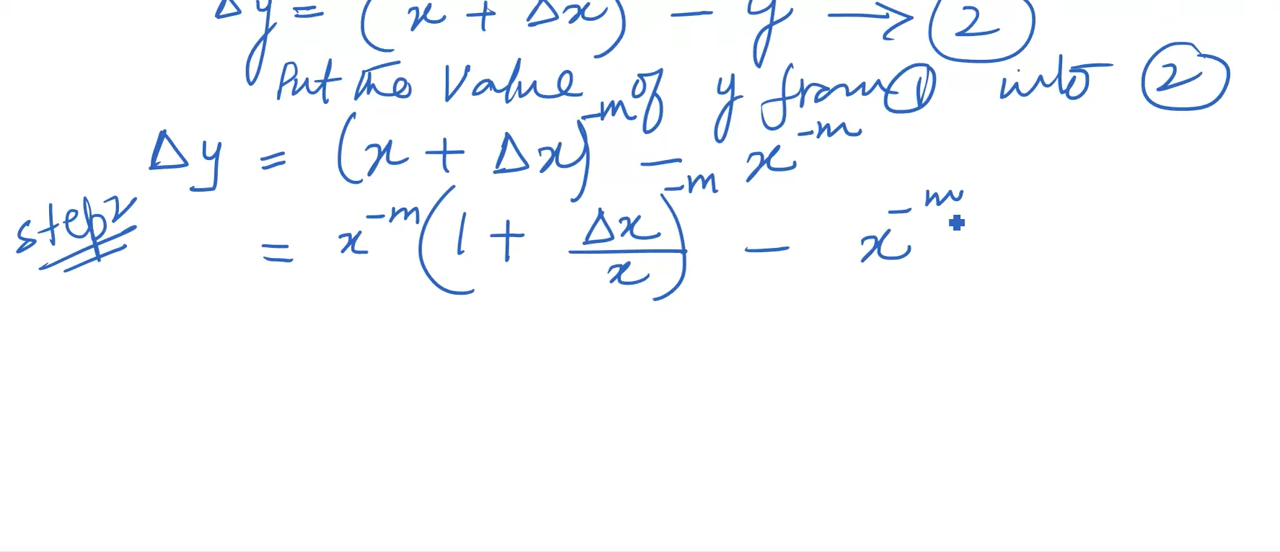 Δy = (x + Δx) - y → ②
Put the value of y from ① into ②
Δy = (x + Δx)^{-m} - x^{-m}
step2 = x^{-m}(1 + Δx/x)^{-m} - x^{-m}